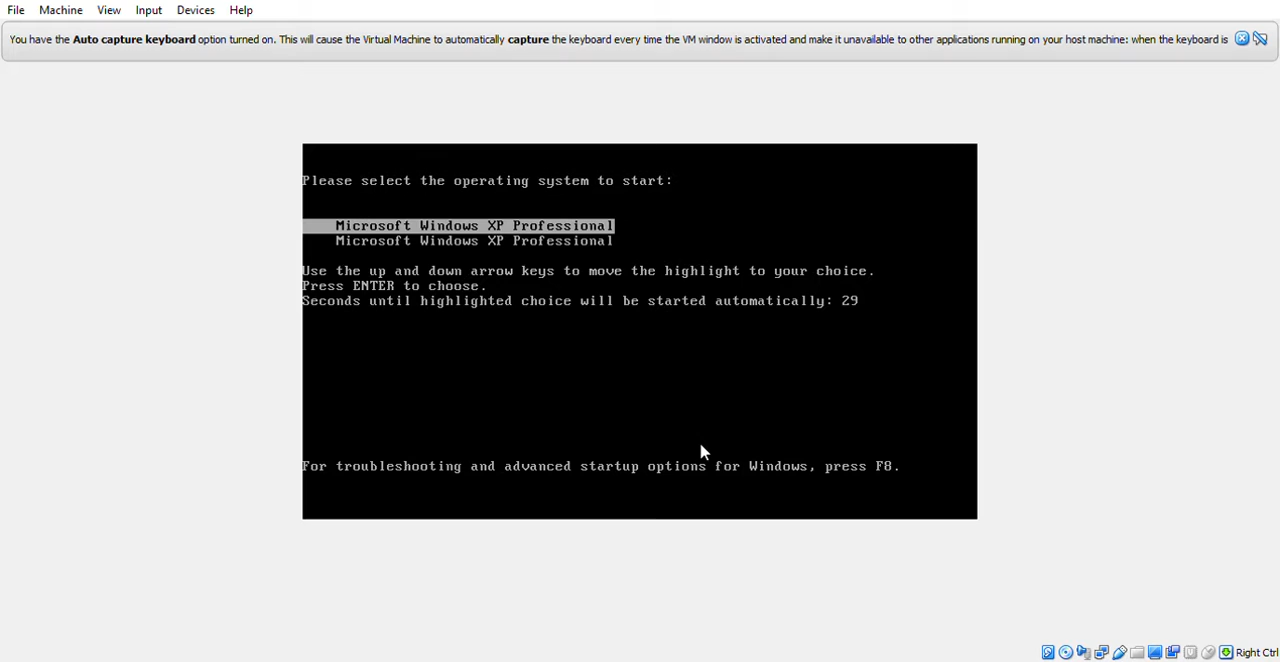 File Machine View Input Devices Help
You have the Auto capture keyboard option turned on. This will cause the Virtual Machine to automatically capture the keyboard every time the VM window is activated and make it unavailable to other applications running on your host machine: when the keyboard is
Please select the operating system to start:
Microsoft Windows XP Professional
Microsoft Windows XP Professional
Use the up and down arrow keys to move the highlight to your choice.
Press ENTER to choose.
Seconds until highlighted choice will be started automatically: 29
For troubleshooting and advanced startup options for Windows, press F8.
Right Ctrl